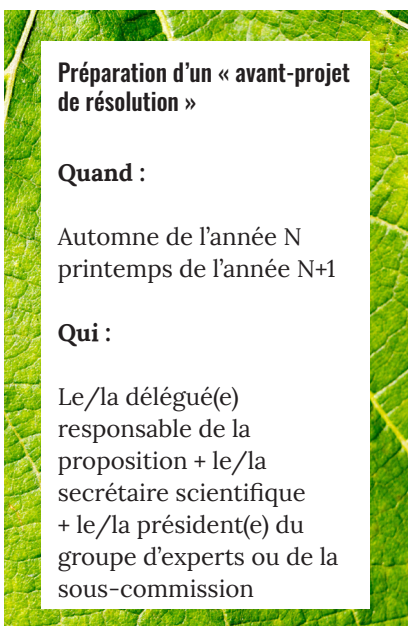 Préparation d’un « avant-projet
de résolution »
Quand :
Automne de l’année N
printemps de l’année N+1
Qui :
Le/la délégué(e)
responsable de la
proposition + le/la
secrétaire scientifique
+ le/la président(e) du
groupe d’experts ou de la
sous-commission